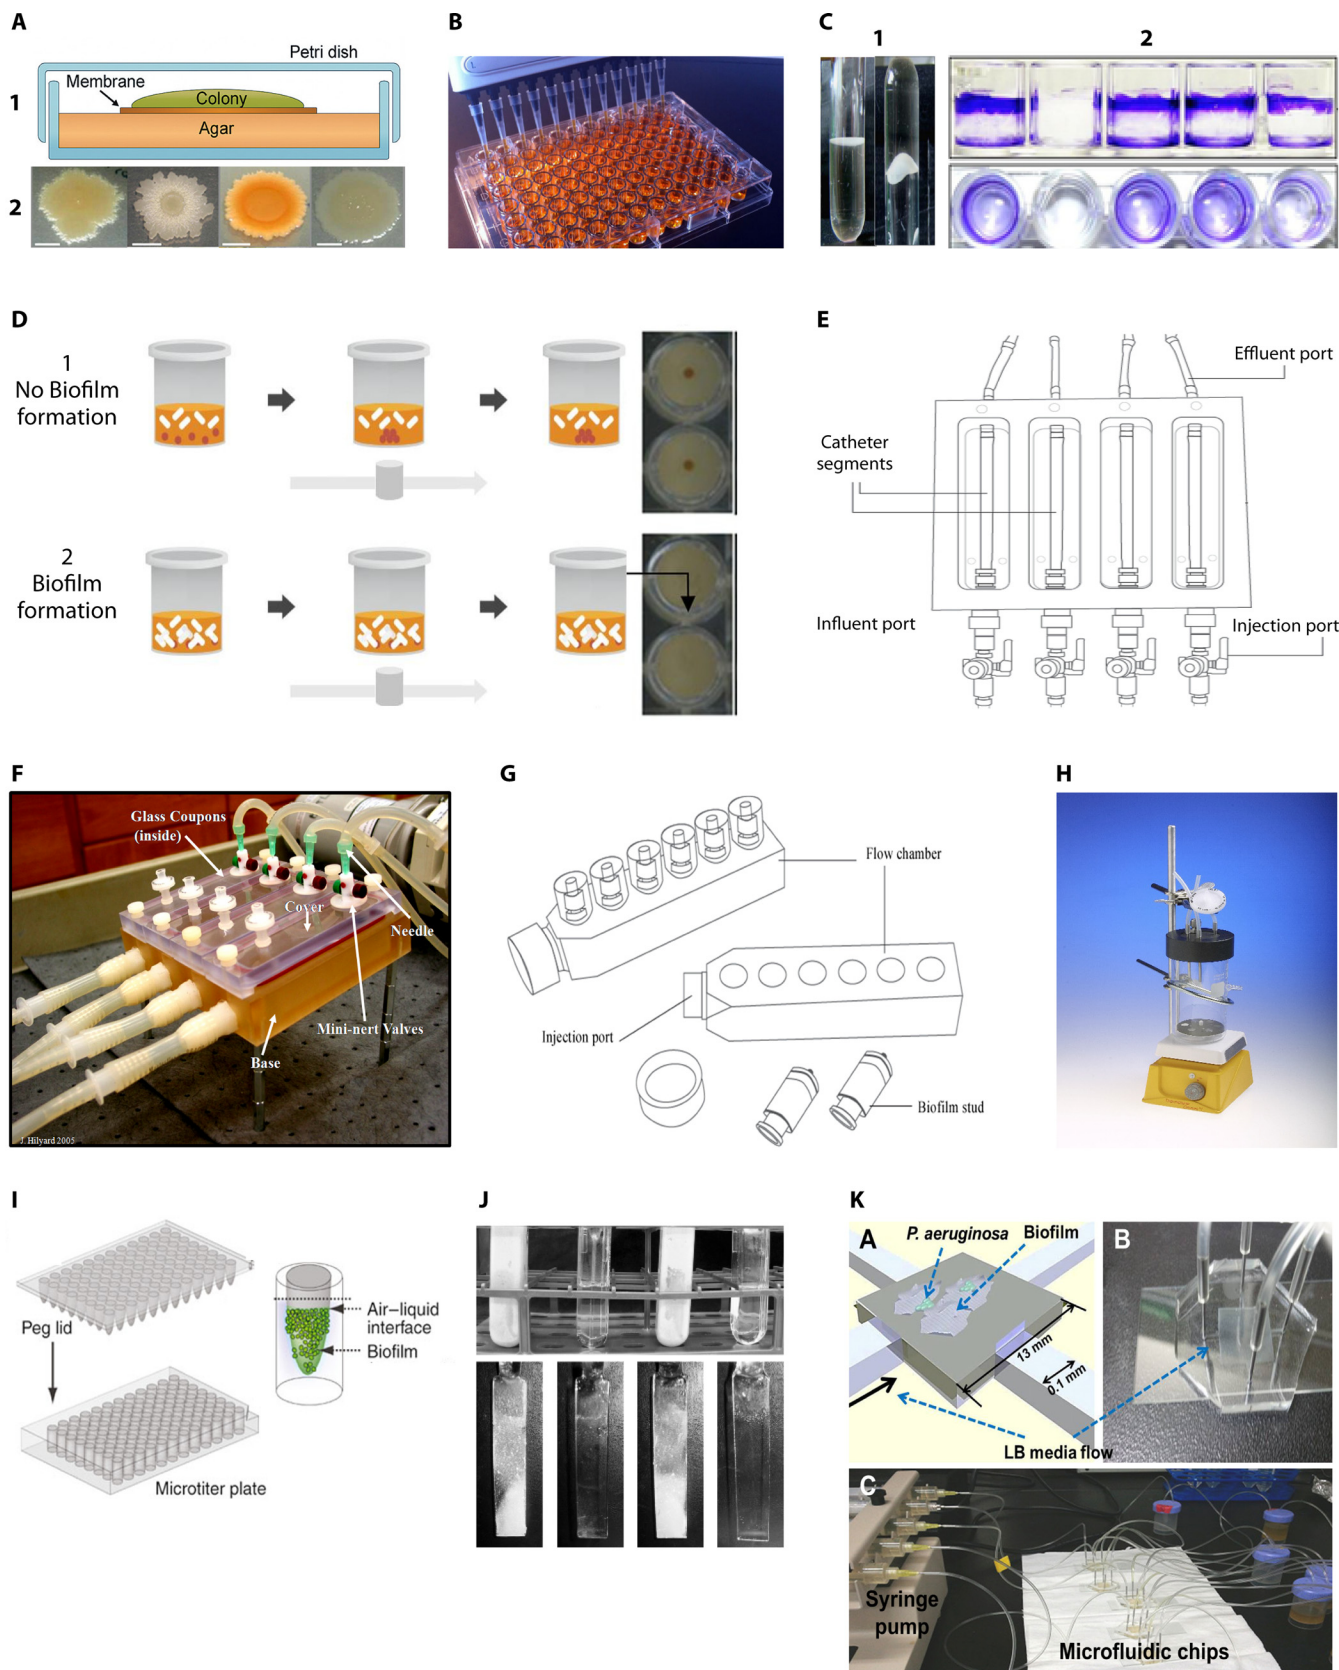 A
Petri dish
Membrane
Colony
1
Agar
2
B
C
1
2
D
1
No Biofilm
formation
2
Biofilm
formation
E
Effluent port
Catheter
segments
Influent port
Injection port
F
Glass Coupons
(inside)
Cover
Needle
Mini-nert Valves
Base
J. Hilyard 2005
G
Flow chamber
Injection port
Biofilm stud
H
I
Peg lid
Air–liquid
interface
Biofilm
Microtiter plate
J
K
A
P. aeruginosa
Biofilm
13 mm
0.1 mm
LB media flow
B
C
Syringe
pump
Microfluidic chips